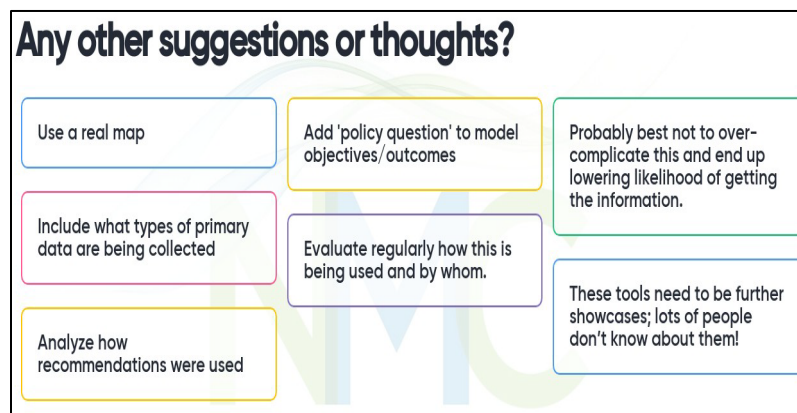 Any other suggestions or thoughts?
Use a real map
Include what types of primary
data are being collected
Analyze how
recommendations were used
Add 'policy question' to model
objectives/outcomes
Evaluate regularly how this is
being used and by whom.
Probably best not to over-
complicate this and end up
lowering likelihood of getting
the information.
These tools need to be further
showcases; lots of people
don't know about them!
NMC